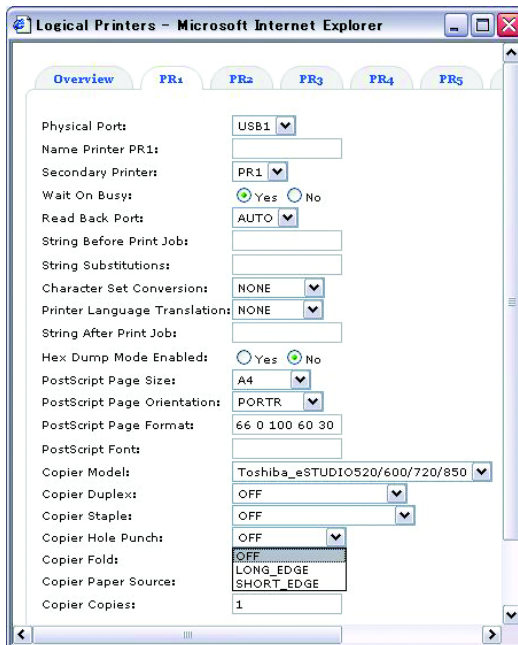 Logical Printers - Microsoft Internet Explorer
Overview PR1 PR2 PR3 PR4 PR5
Physical Port: USB1
Name Printer PR1:
Secondary Printer: PR1
Wait On Busy: Yes No
Read Back Port: AUTO
String Before Print Job:
String Substitutions:
Character Set Conversion: NONE
Printer Language Translation: NONE
String After Print Job:
Hex Dump Mode Enabled: Yes No
PostScript Page Size: A4
PostScript Page Orientation: PORTR
PostScript Page Format: 66 0 100 60 30
PostScript Font:
Copier Model: Toshiba_eSTUDIO520/600/720/850
Copier Duplex: OFF
Copier Staple: OFF
Copier Hole Punch: OFF
Copier Fold: OFF
LONG_EDGE
Copier Paper Source: SHORT_EDGE
Copier Copies: 1